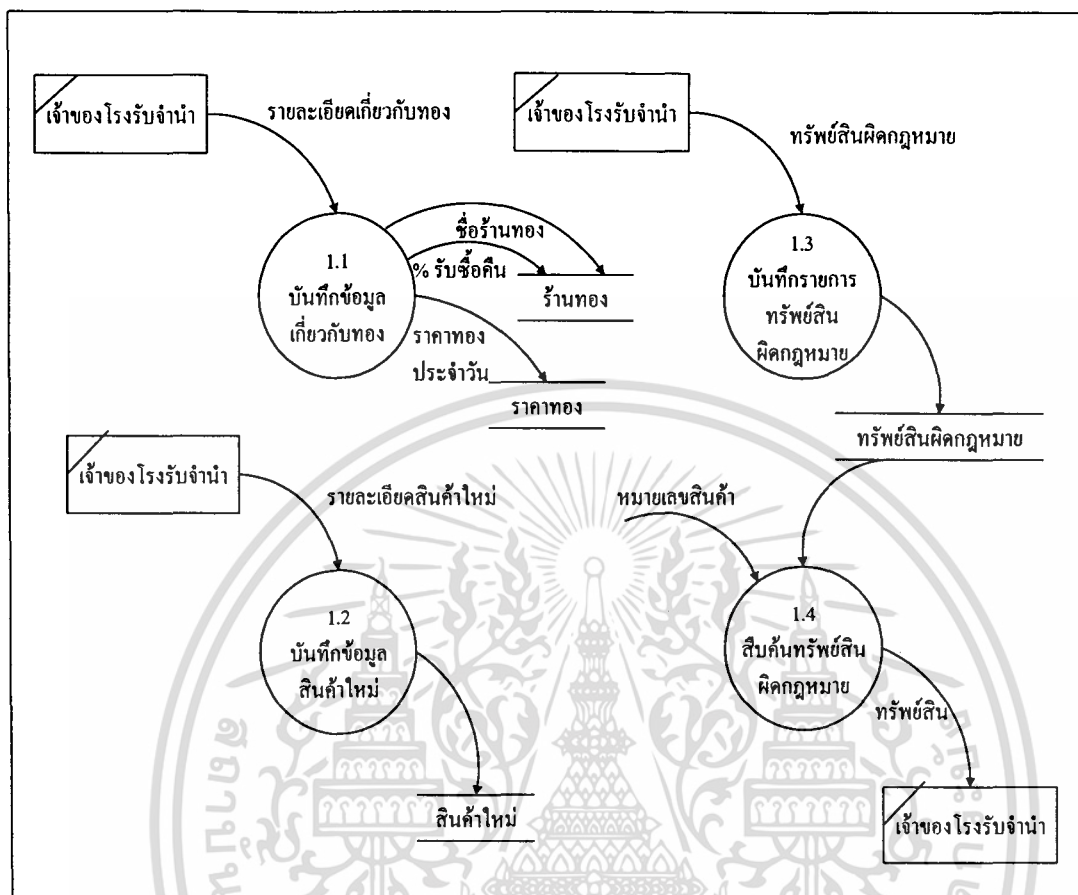 เจ้าของโรงรับจำนำ
รายละเอียดเกี่ยวกับทอง
1.1
บันทึกข้อมูล
เกี่ยวกับทอง
ชื่อร้านทอง
% รับซื้อคืน
ร้านทอง
ราคาทอง
ประจำวัน
ราคาทอง
เจ้าของโรงรับจำนำ
ทรัพย์สินผิดกฎหมาย
1.3
บันทึกรายการ
ทรัพย์สิน
ผิดกฎหมาย
ทรัพย์สินผิดกฎหมาย
เจ้าของโรงรับจำนำ
รายละเอียดสินค้าใหม่
1.2
บันทึกข้อมูล
สินค้าใหม่
สินค้าใหม่
หมายเลขสินค้า
1.4
สืบค้นทรัพย์สิน
ผิดกฎหมาย
ทรัพย์สิน
เจ้าของโรงรับจำนำ